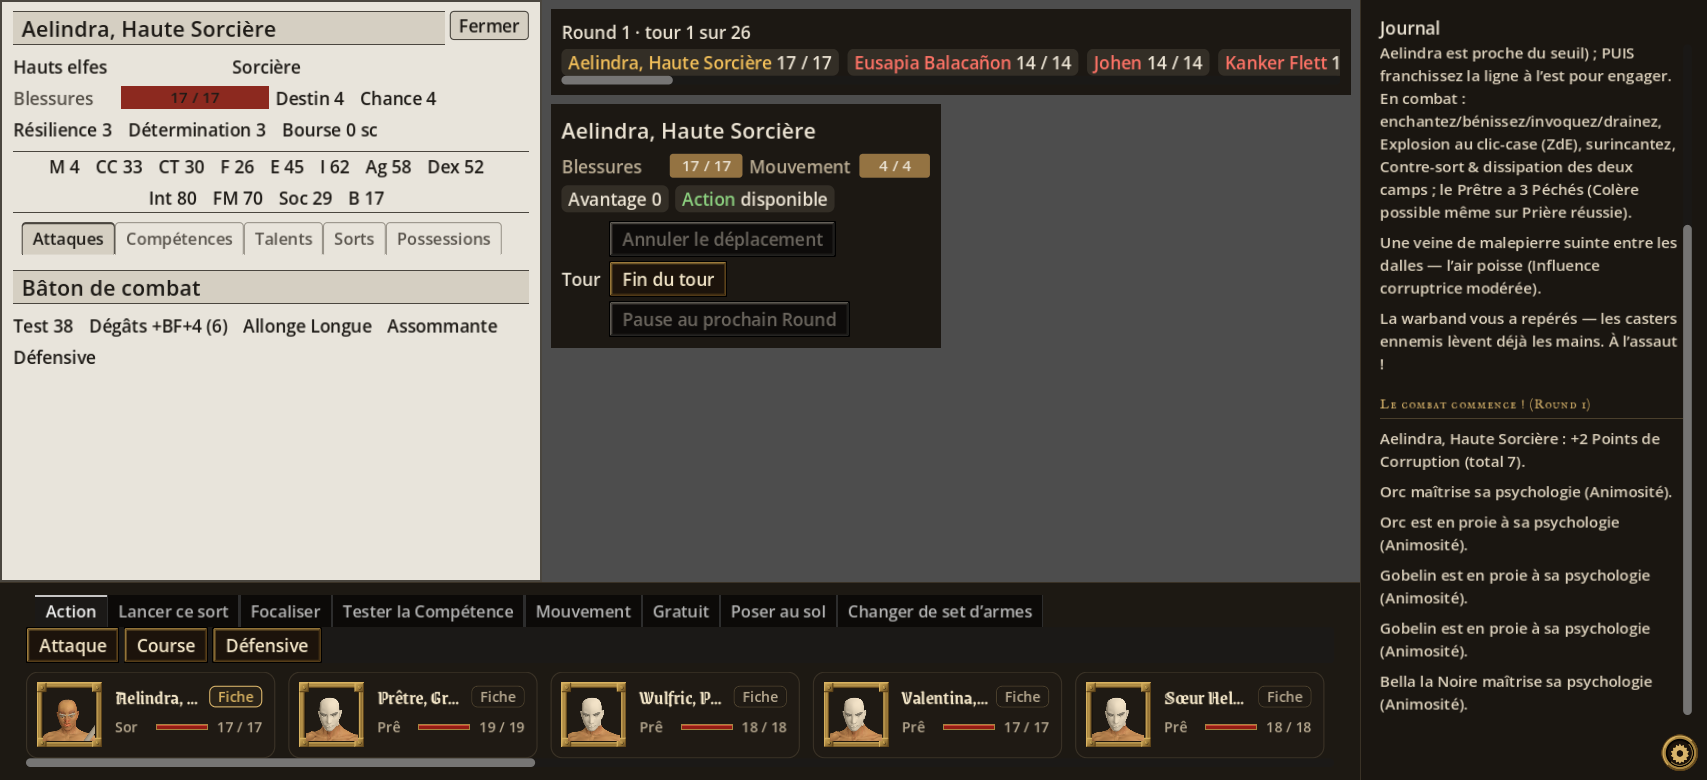 Aelindra, Haute Sorcière
Fermer
Hauts elfes Sorcière
Blessures 17 / 17 Destin 4 Chance 4
Résilience 3 Détermination 3 Bourse 0 sc
M 4 CC 33 CT 30 F 26 E 45 I 62 Ag 58 Dex 52
Int 80 FM 70 Soc 29 B 17
Attaques Compétences Talents Sorts Possessions
Bâton de combat
Test 38 Dégâts +BF+4 (6) Allonge Longue Assommante
Défensive
Round 1 · tour 1 sur 26
Aelindra, Haute Sorcière 17 / 17 Eusapia Balacañon 14 / 14 Johen 14 / 14 Kanker Flett 1
Aelindra, Haute Sorcière
Blessures 17 / 17 Mouvement 4 / 4
Avantage 0 Action disponible
Annuler le déplacement
Tour Fin du tour
Pause au prochain Round
Journal
Aelindra est proche du seuil) ; PUIS
franchissez la ligne à l’est pour engager.
En combat :
enchantez/bénissez/invoquez/drainez,
Explosion au clic-case (ZdE), surincantez,
Contre-sort & dissipation des deux
camps ; le Prêtre a 3 Péchés (Colère
possible même sur Prière réussie).
Une veine de malepierre suinte entre les
dalles — l’air poisse (Influence
corruptrice modérée).
La warband vous a repérés — les casters
ennemis lèvent déjà les mains. À l’assaut
!
Le combat commence ! (Round 1)
Aelindra, Haute Sorcière : +2 Points de
Corruption (total 7).
Orc maîtrise sa psychologie (Animosité).
Orc est en proie à sa psychologie
(Animosité).
Gobelin est en proie à sa psychologie
(Animosité).
Gobelin est en proie à sa psychologie
(Animosité).
Bella la Noire maîtrise sa psychologie
(Animosité).
Action Lancer ce sort Focaliser Tester la Compétence Mouvement Gratuit Poser au sol Changer de set d’armes
Attaque Course Défensive
Aelindra, ... Fiche
Sor 17 / 17
Prêtre, Gr... Fiche
Prê 19 / 19
Wulfric, P... Fiche
Prê 18 / 18
Valentina,... Fiche
Prê 17 / 17
Sœur Hel... Fiche
Prê 18 / 18